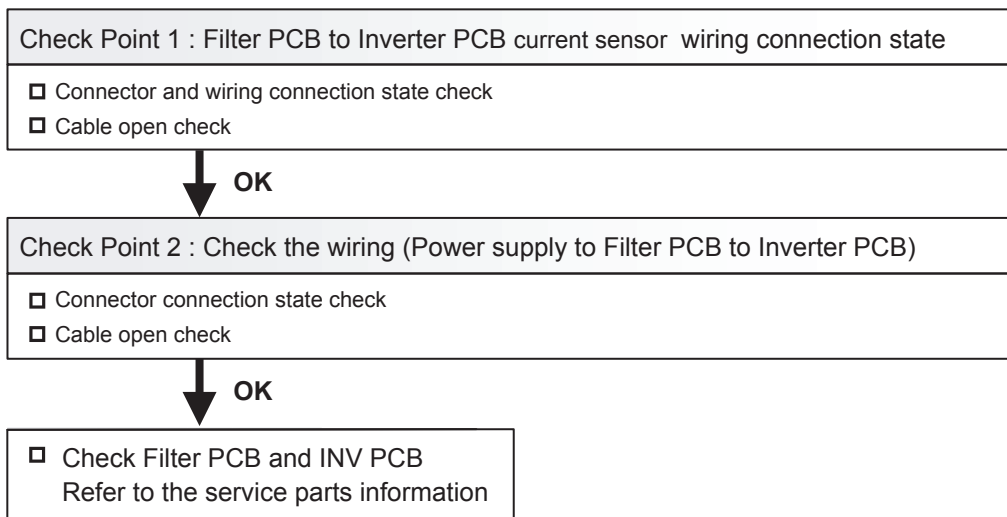 Check Point 1 : Filter PCB to Inverter PCB current sensor wiring connection state
Connector and wiring connection state check
Cable open check
OK
Check Point 2 : Check the wiring (Power supply to Filter PCB to Inverter PCB)
Connector connection state check
Cable open check
OK
Check Filter PCB and INV PCB
Refer to the service parts information